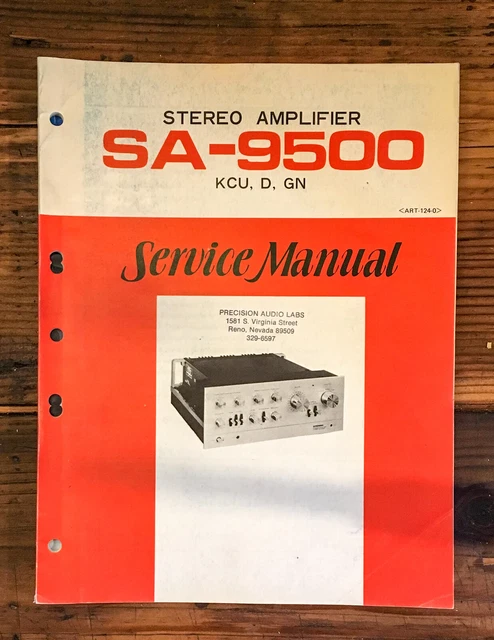 STEREO AMPLIFIER
SA-9500
KCU, D, GN
<ART-124-0>
Service Manual
PRECISION AUDIO LABS
1581 S. Virginia Street
Reno, Nevada 89509
329-6597